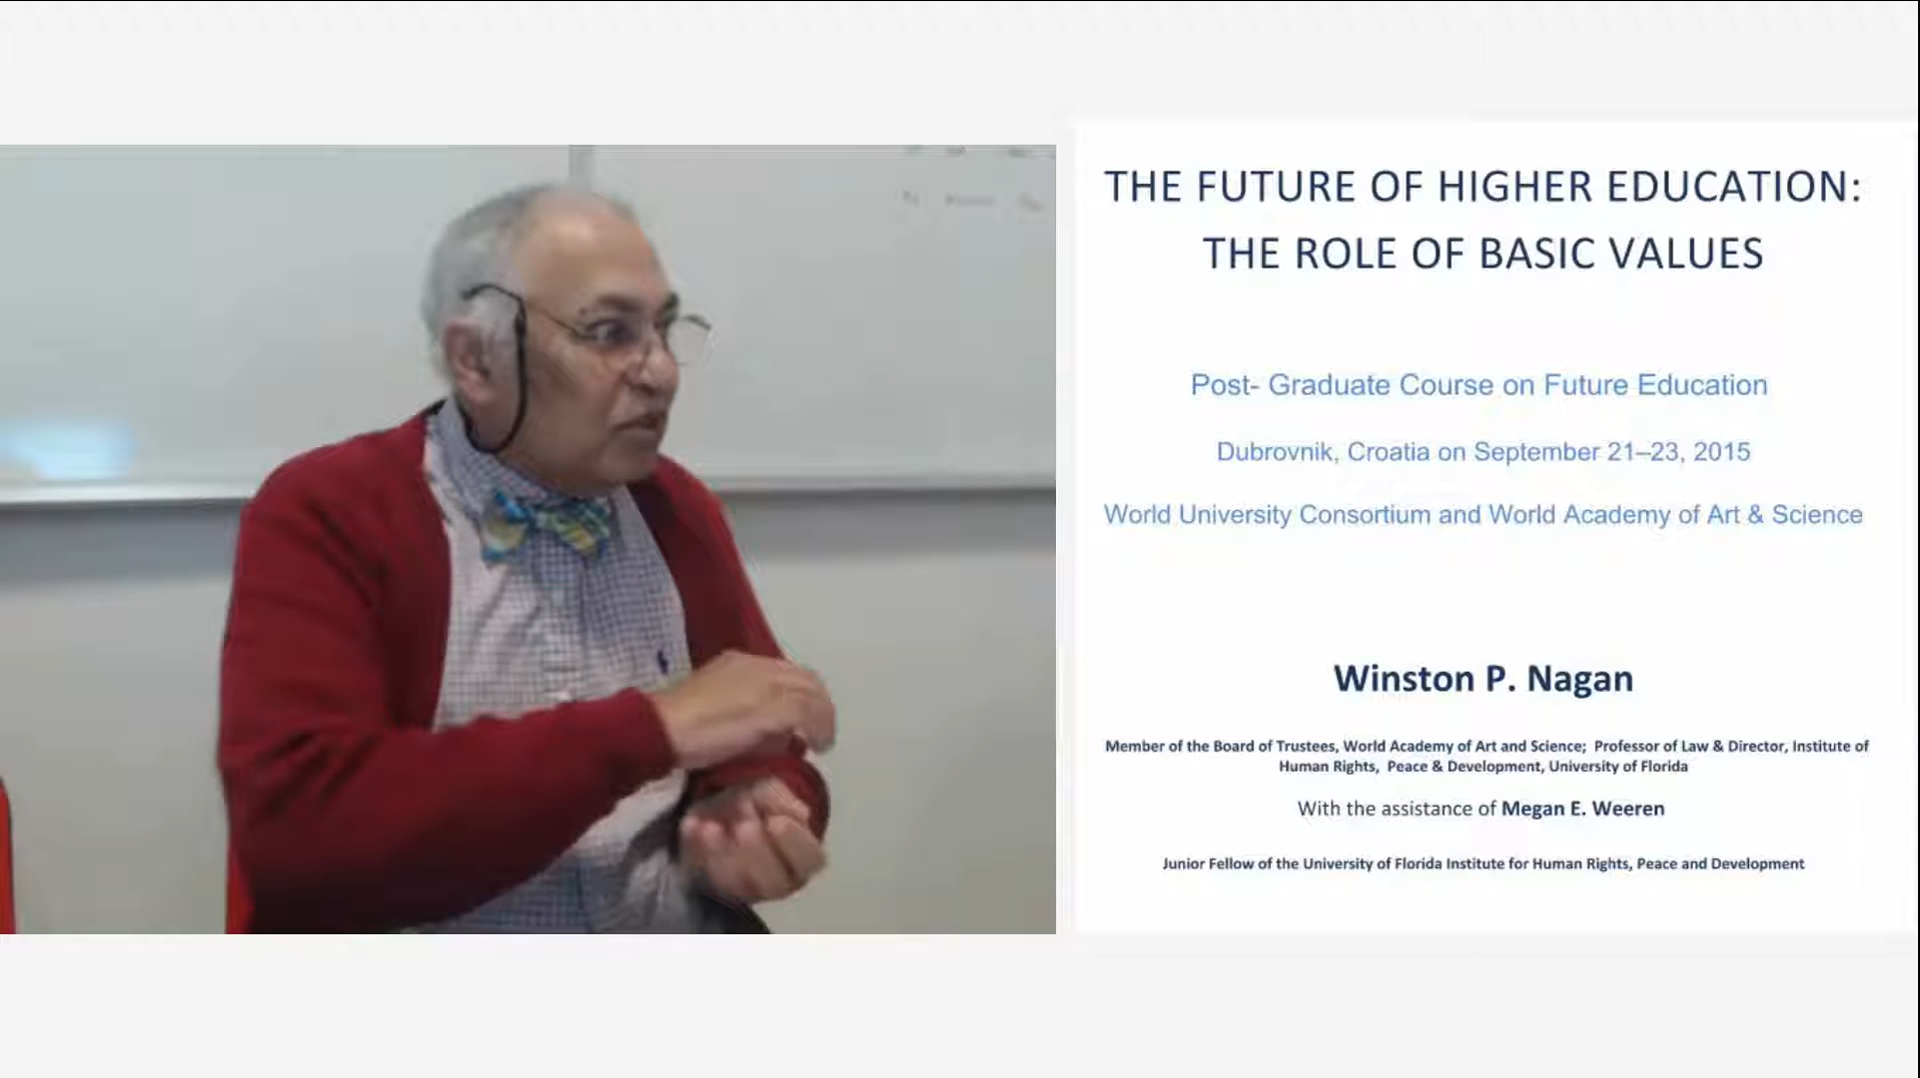 THE FUTURE OF HIGHER EDUCATION:
THE ROLE OF BASIC VALUES
Post- Graduate Course on Future Education
Dubrovnik, Croatia on September 21–23, 2015
World University Consortium and World Academy of Art & Science
Winston P. Nagan
Member of the Board of Trustees, World Academy of Art and Science; Professor of Law & Director, Institute of
Human Rights, Peace & Development, University of Florida
With the assistance of Megan E. Weeren
Junior Fellow of the University of Florida Institute for Human Rights, Peace and Development